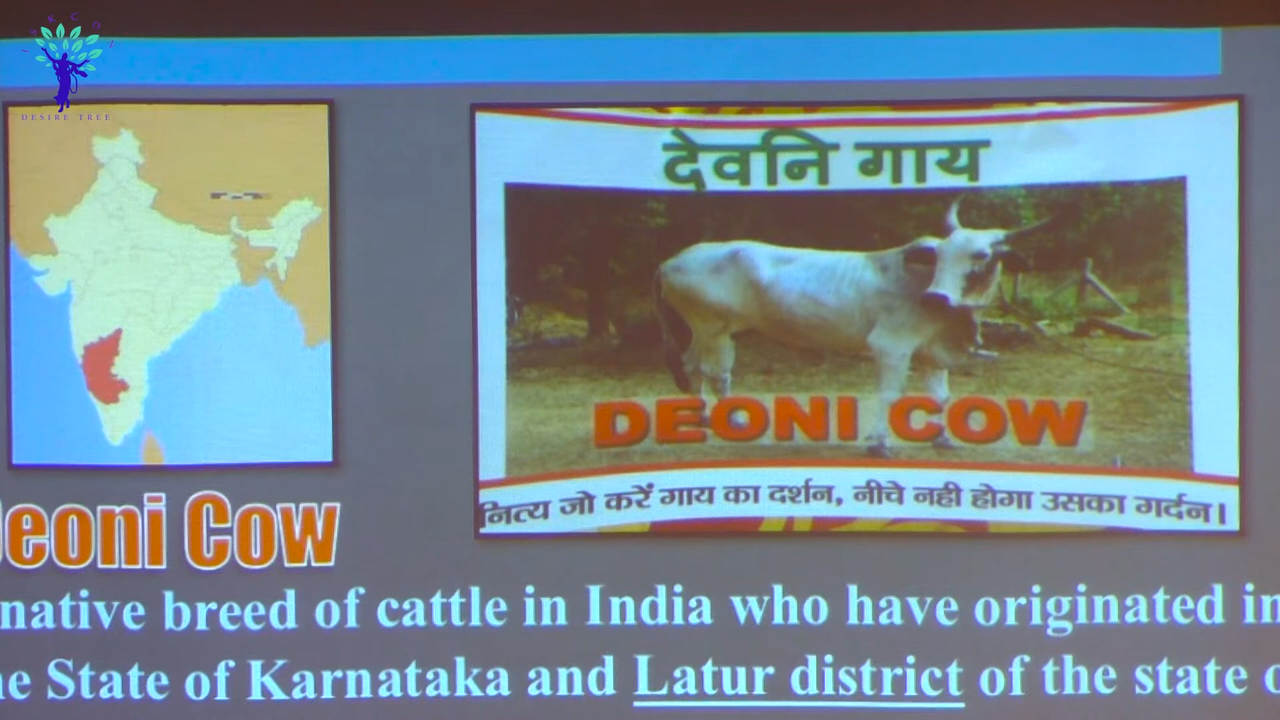 DESIRE TREE
देवनि गाय
DEONI COW
नित्य जो करें गाय का दर्शन, नीचे नही होगा उसका गर्दन।
eoni Cow
native breed of cattle in India who have originated in
e State of Karnataka and Latur district of the state